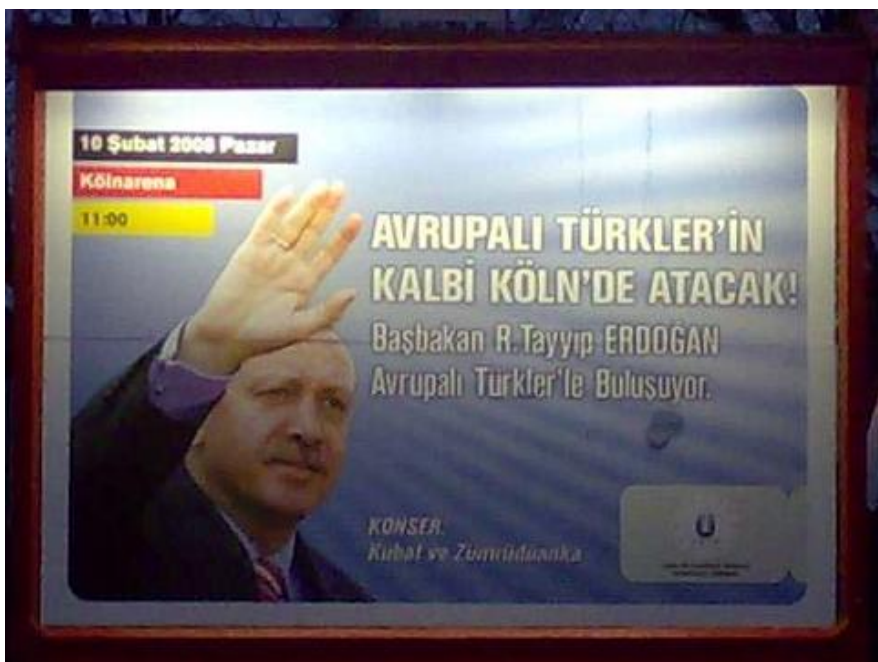 10 Şubat 2008 Pazar
Kölnarena
11:00
AVRUPALI TÜRKLER'İN
KALBİ KÖLN'DE ATACAK!
Başbakan R.Tayyip ERDOĞAN
Avrupalı Türkler'le Buluşuyor.
KONSER:
Kubat ve Zümrüdüanka